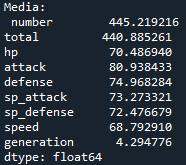 Media:
number 445.219216
total 440.885261
hp 70.486940
attack 80.938433
defense 74.968284
sp_attack 73.273321
sp_defense 72.476679
speed 68.792910
generation 4.294776
dtype: float64